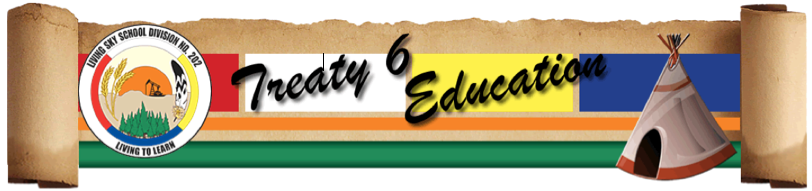 LIVING SKY SCHOOL DIVISION NO. 202
LIVING TO LEARN
Treaty 6
Education